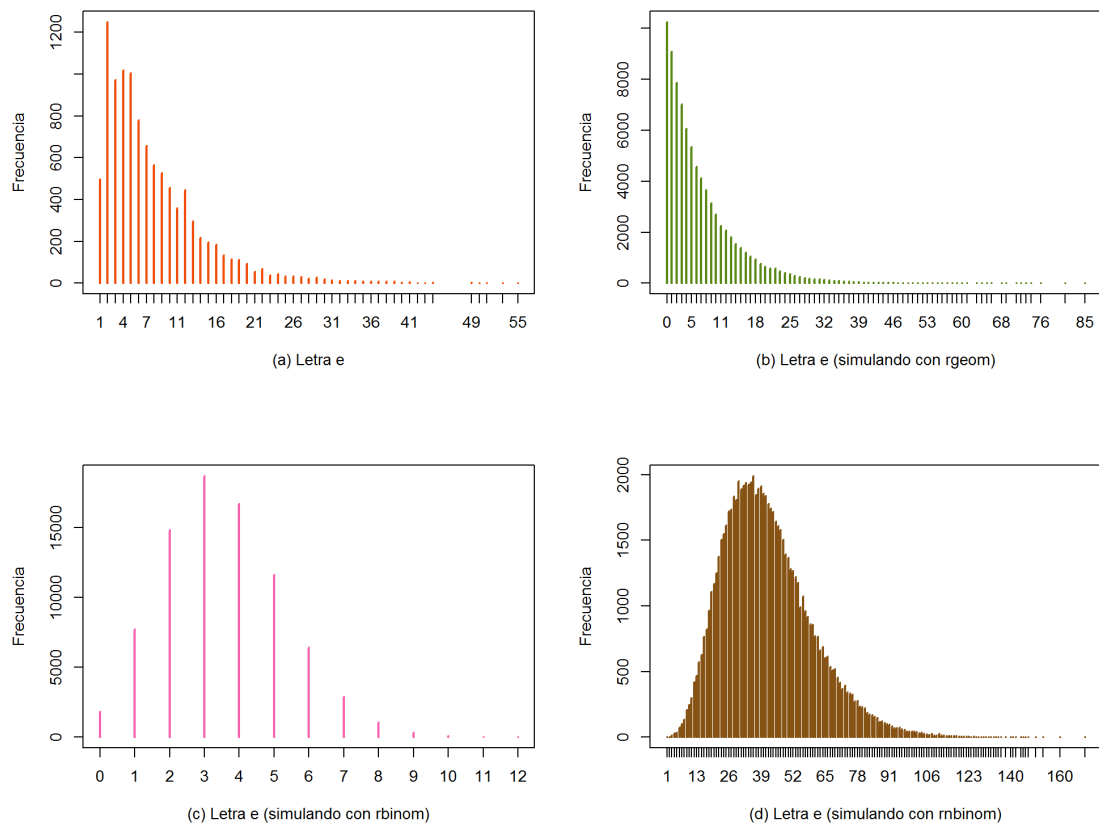 Frecuencia
0 200 400 600 800 1200
1 4 7 11 16 21 26 31 36 41 49 55
(a) Letra e
Frecuencia
0 2000 4000 6000 8000
0 5 11 18 25 32 39 46 53 60 68 76 85
(b) Letra e (simulando con rgeom)
Frecuencia
0 5000 10000 15000
0 1 2 3 4 5 6 7 8 9 10 11 12
(c) Letra e (simulando con rbinom)
Frecuencia
0 500 1000 1500 2000
1 13 26 39 52 65 78 91 106 123 140 160
(d) Letra e (simulando con rnbinom)